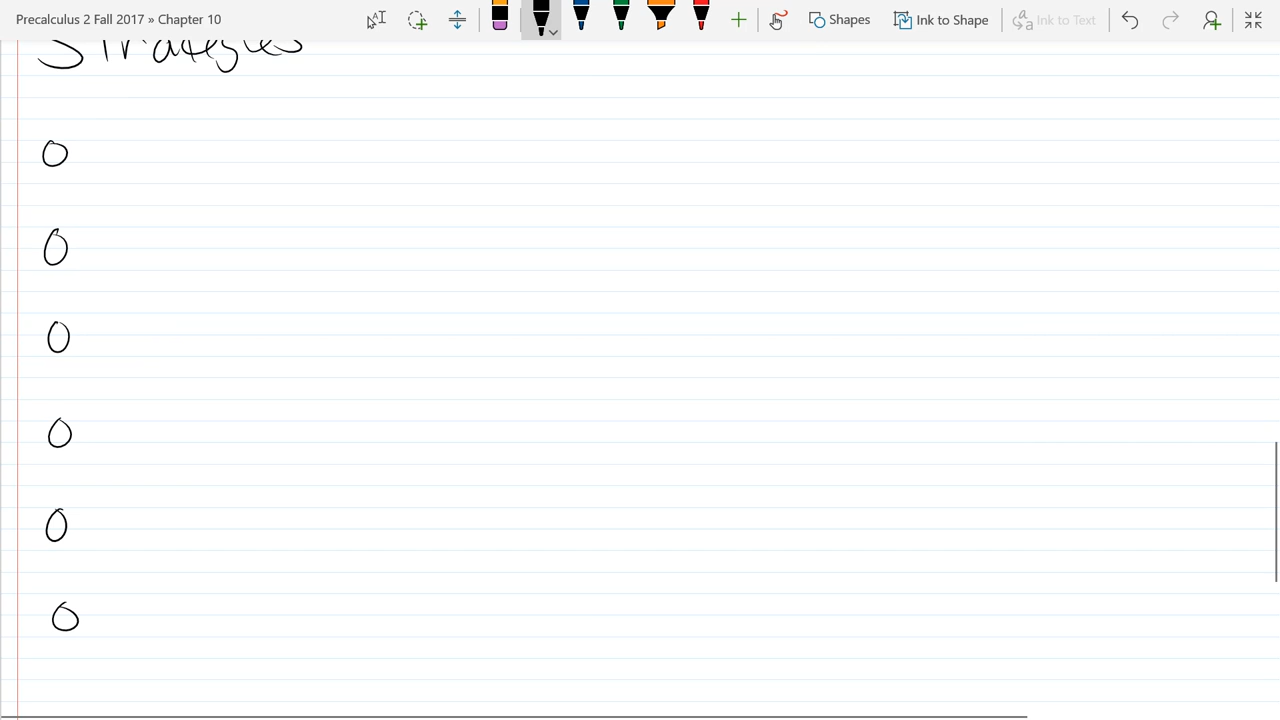 Precalculus 2 Fall 2017 » Chapter 10
Shapes
Ink to Shape
Ink to Text
Strategies